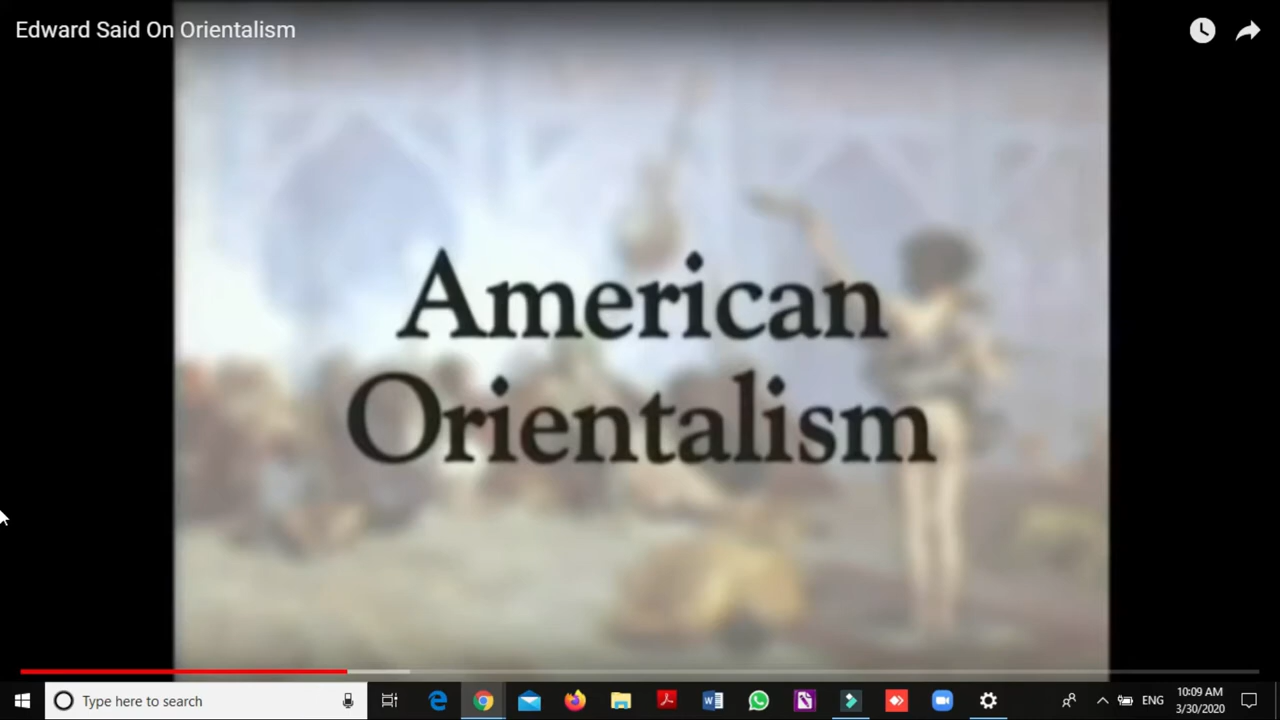 Edward Said On Orientalism
American
Orientalism
Type here to search
ENG
10:09 AM
3/30/2020